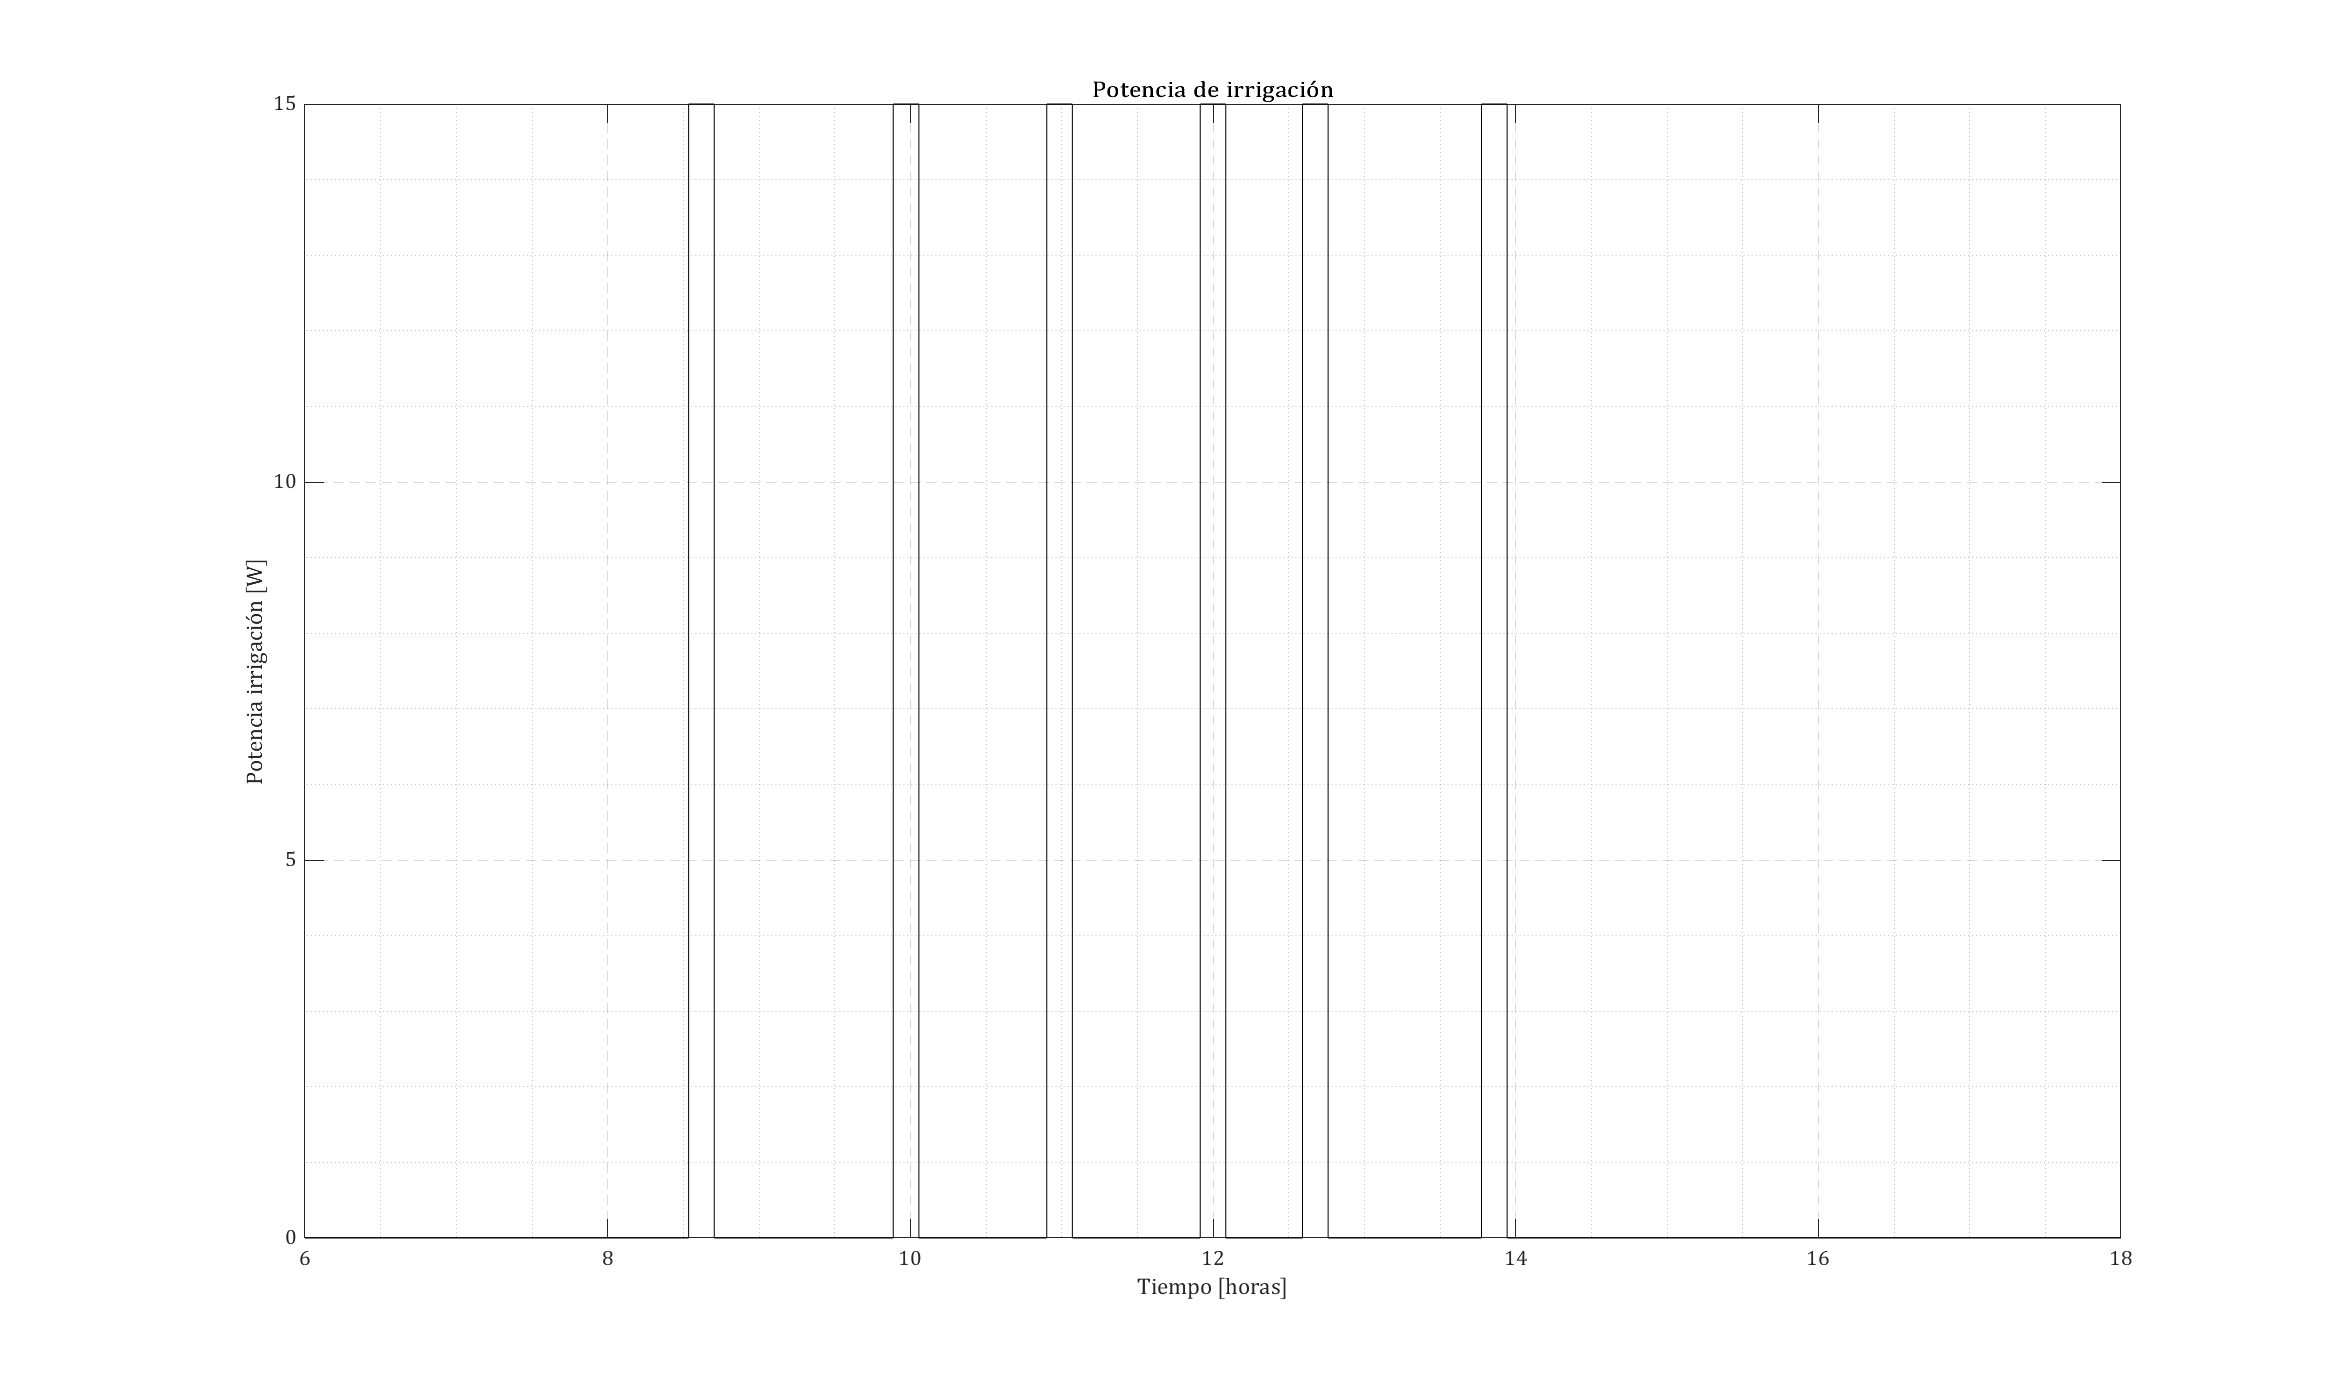 Potencia de irrigación
15
10
5
0
Potencia irrigación [W]
6 8 10 12 14 16 18
Tiempo [horas]